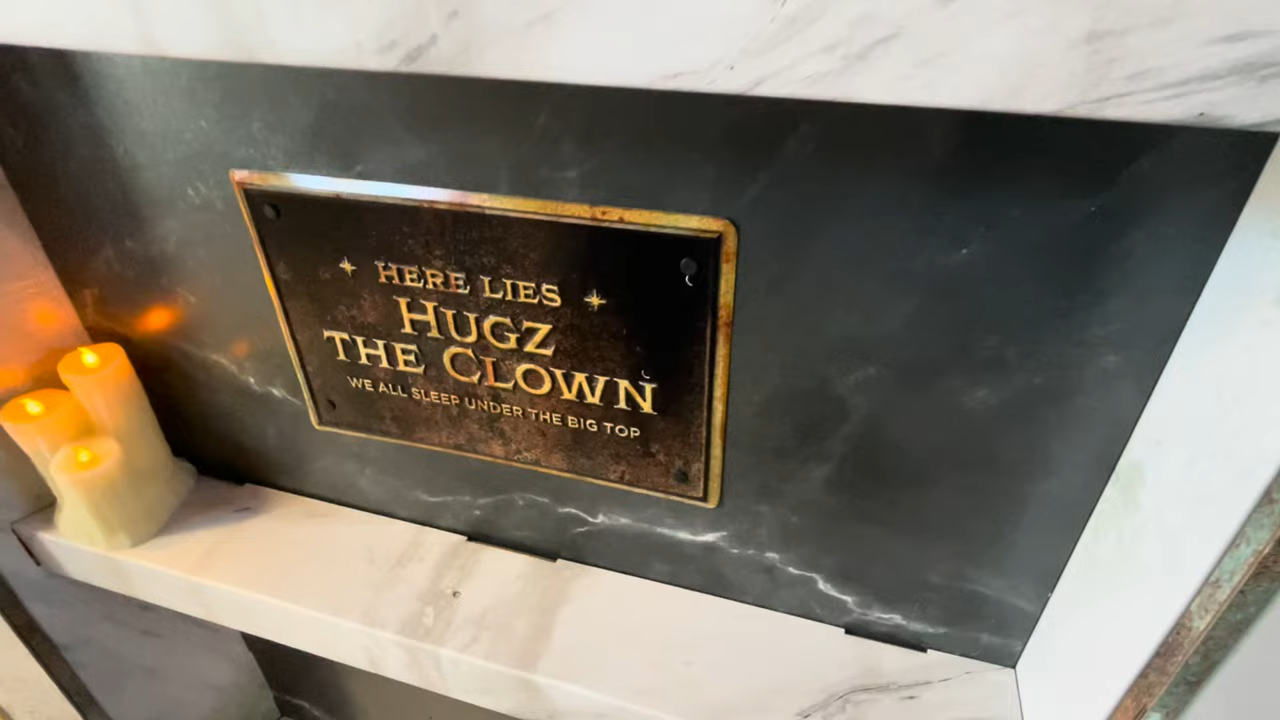 HERE LIES
HUGZ
THE CLOWN
WE ALL SLEEP UNDER THE BIG TOP